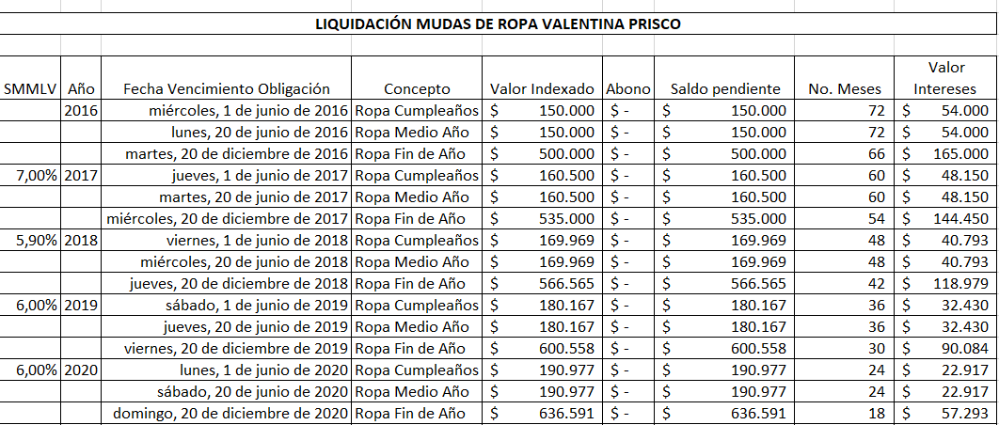 LIQUIDACIÓN MUDAS DE ROPA VALENTINA PRISCO
SMMLV Año Fecha Vencimiento Obligación Concepto Valor Indexado Abono Saldo pendiente No. Meses Valor Intereses
2016 miércoles, 1 de junio de 2016 Ropa Cumpleaños $ 150.000 $ - $ 150.000 72 $ 54.000
lunes, 20 de junio de 2016 Ropa Medio Año $ 150.000 $ - $ 150.000 72 $ 54.000
martes, 20 de diciembre de 2016 Ropa Fin de Año $ 500.000 $ - $ 500.000 66 $ 165.000
7,00% 2017 jueves, 1 de junio de 2017 Ropa Cumpleaños $ 160.500 $ - $ 160.500 60 $ 48.150
martes, 20 de junio de 2017 Ropa Medio Año $ 160.500 $ - $ 160.500 60 $ 48.150
miércoles, 20 de diciembre de 2017 Ropa Fin de Año $ 535.000 $ - $ 535.000 54 $ 144.450
5,90% 2018 viernes, 1 de junio de 2018 Ropa Cumpleaños $ 169.969 $ - $ 169.969 48 $ 40.793
miércoles, 20 de junio de 2018 Ropa Medio Año $ 169.969 $ - $ 169.969 48 $ 40.793
jueves, 20 de diciembre de 2018 Ropa Fin de Año $ 566.565 $ - $ 566.565 42 $ 118.979
6,00% 2019 sábado, 1 de junio de 2019 Ropa Cumpleaños $ 180.167 $ - $ 180.167 36 $ 32.430
jueves, 20 de junio de 2019 Ropa Medio Año $ 180.167 $ - $ 180.167 36 $ 32.430
viernes, 20 de diciembre de 2019 Ropa Fin de Año $ 600.558 $ - $ 600.558 30 $ 90.084
6,00% 2020 lunes, 1 de junio de 2020 Ropa Cumpleaños $ 190.977 $ - $ 190.977 24 $ 22.917
sábado, 20 de junio de 2020 Ropa Medio Año $ 190.977 $ - $ 190.977 24 $ 22.917
domingo, 20 de diciembre de 2020 Ropa Fin de Año $ 636.591 $ - $ 636.591 18 $ 57.293